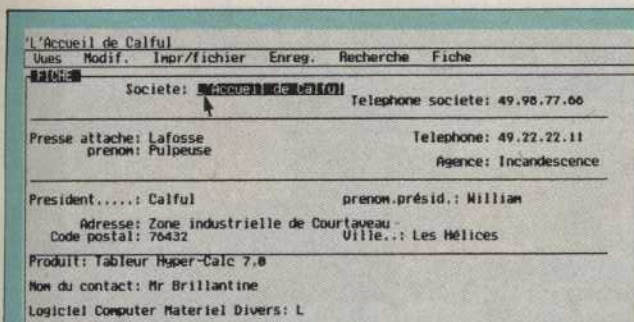 'L'Accueil de Calful
Vues Modif. Impr/fichier Enreg. Recherche Fiche
FICHE
Societe: L'Accueil de Calful
Telephone societe: 49.98.77.66
Presse attache: Lafosse Telephone: 49.22.22.11
prenom: Pulpeuse
Agence: Incandescence
President.....: Calful prenom.présid.: William
Adresse: Zone industrielle de Courtaveau
Code postal: 76432 Ville..: Les Hélices
Produit: Tableur Hyper-Calc 7.0
Nom du contact: Mr Brillantine
Logiciel Computer Materiel Divers: L